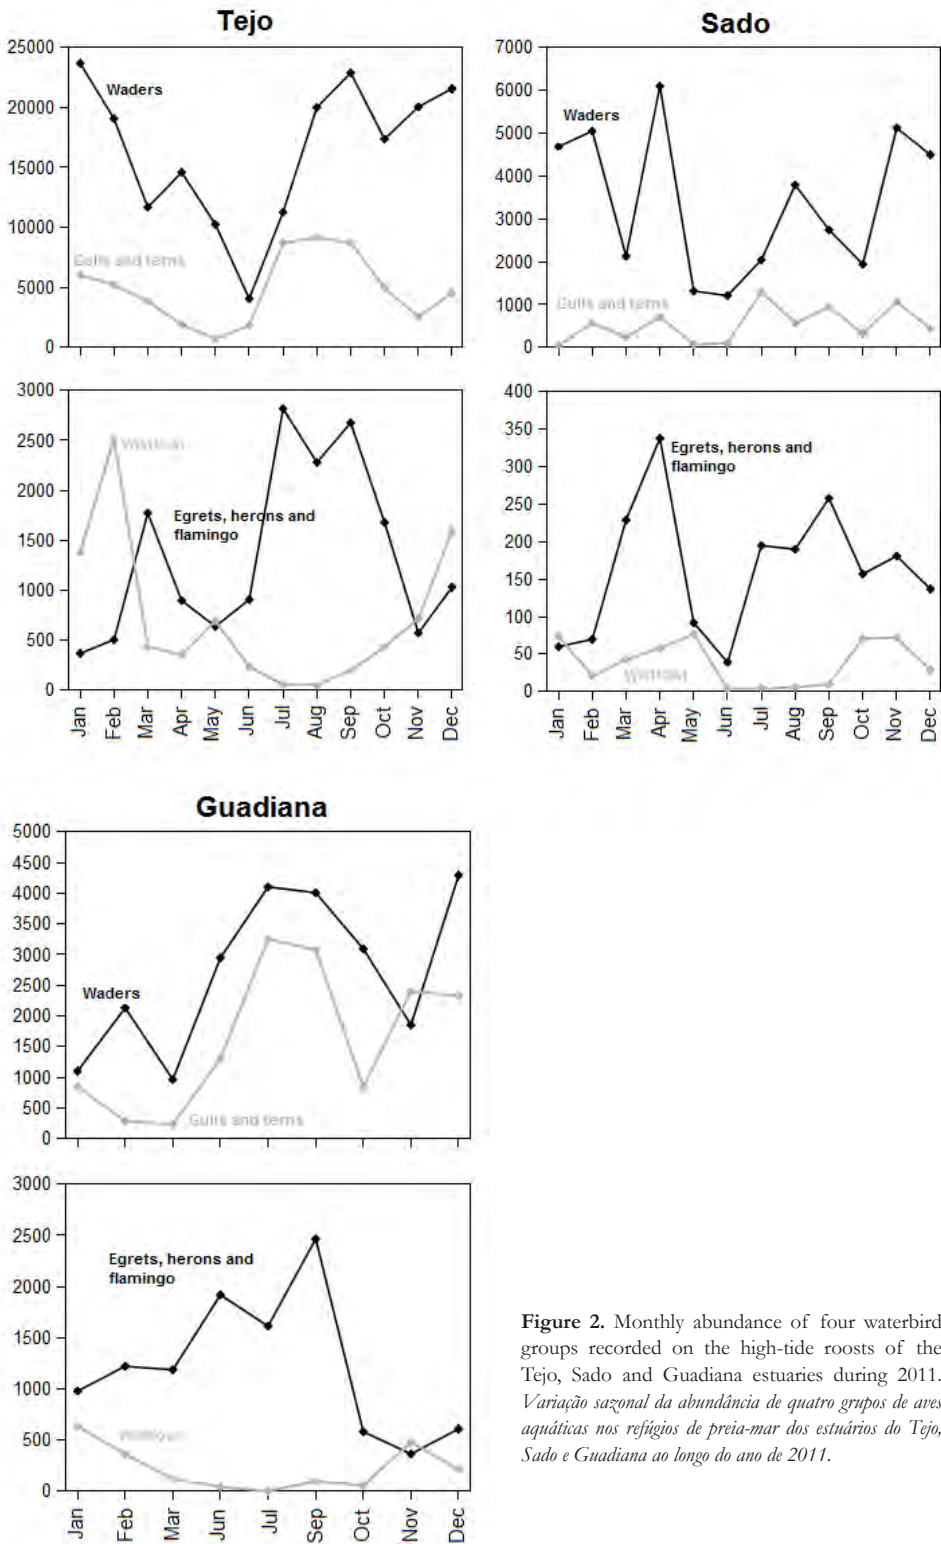 Tejo
25000
20000
15000
10000
5000
0
Waders
Gulls and terns
3000
2500
2000
1500
1000
500
0
Wildfowl
Egrets, herons and
flamingo
Jan
Feb
Mar
Apr
May
Jun
Jul
Aug
Sep
Oct
Nov
Dec
Sado
7000
6000
5000
4000
3000
2000
1000
0
Waders
Gulls and terns
400
350
300
250
200
150
100
50
0
Egrets, herons and
flamingo
Wildfowl
Jan
Feb
Mar
Apr
May
Jun
Jul
Aug
Sep
Oct
Nov
Dec
Guadiana
5000
4500
4000
3500
3000
2500
2000
1500
1000
500
0
Waders
Gulls and terns
3000
2500
2000
1500
1000
500
0
Egrets, herons and
flamingo
Wildfowl
Jan
Feb
Mar
Jun
Jul
Sep
Oct
Nov
Dec
Figure 2. Monthly abundance of four waterbird
groups recorded on the high-tide roosts of the
Tejo, Sado and Guadiana estuaries during 2011.
Variação sazonal da abundância de quatro grupos de aves
aquáticas nos refúgios de preia-mar dos estuários do Tejo,
Sado e Guadiana ao longo do ano de 2011.